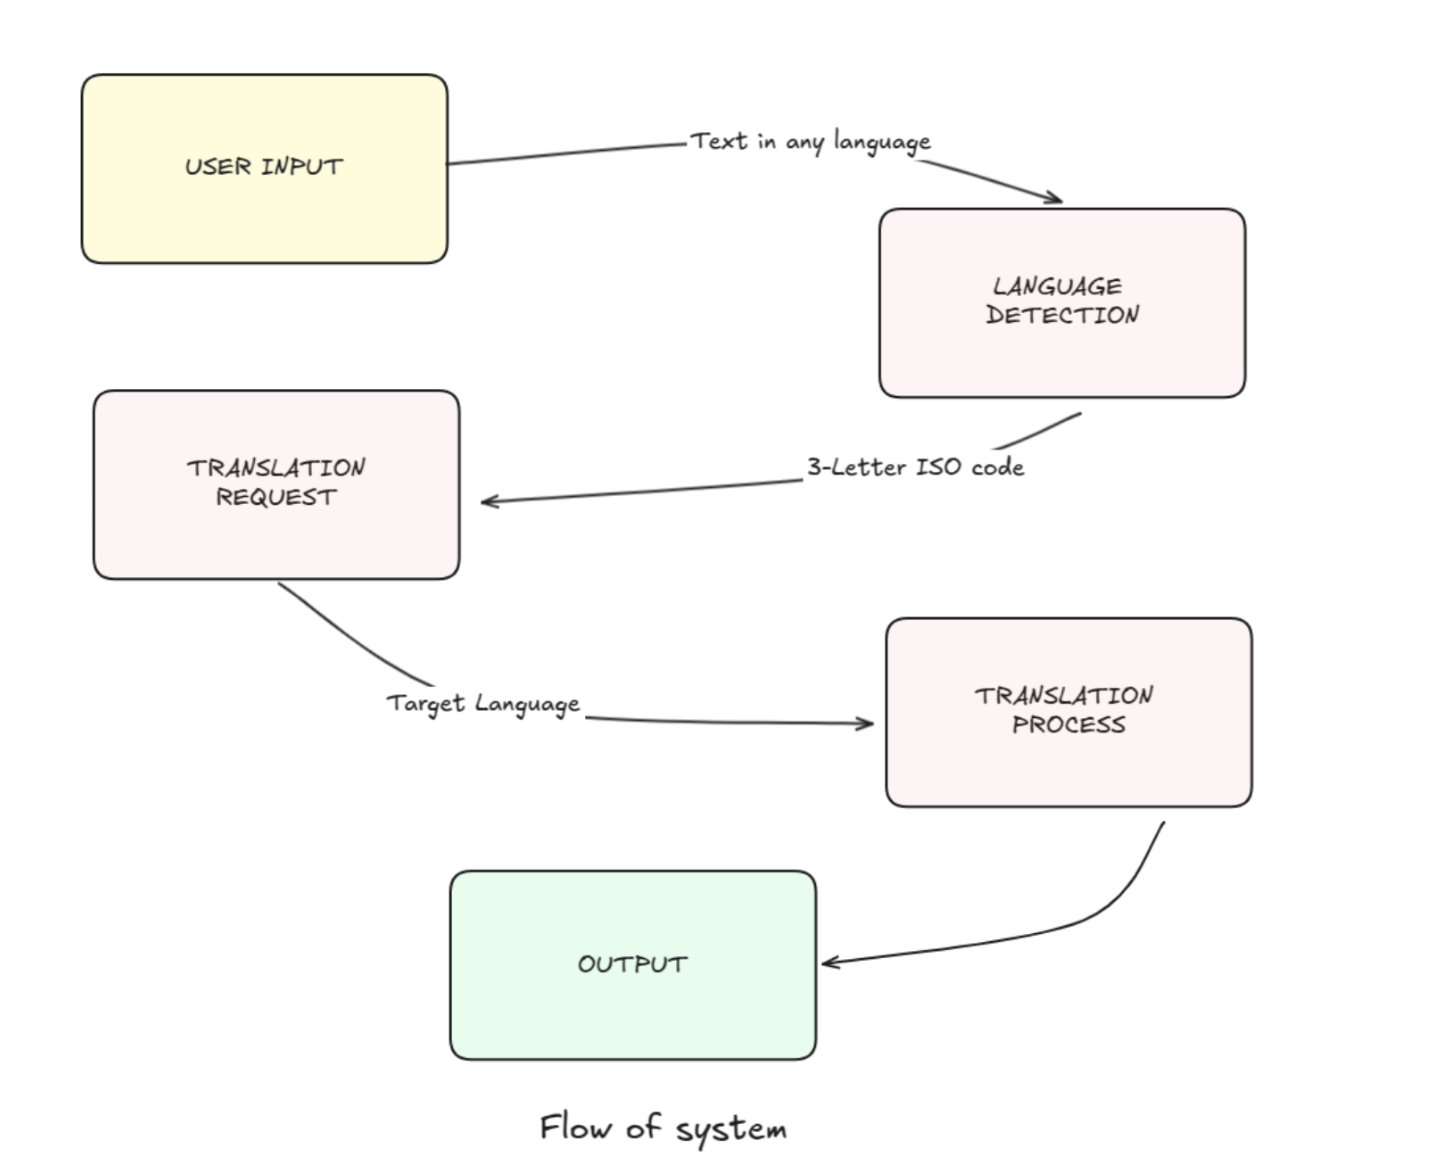 USER INPUT
Text in any language
LANGUAGE
DETECTION
3-Letter ISO code
TRANSLATION
REQUEST
Target Language
TRANSLATION
PROCESS
OUTPUT
Flow of system